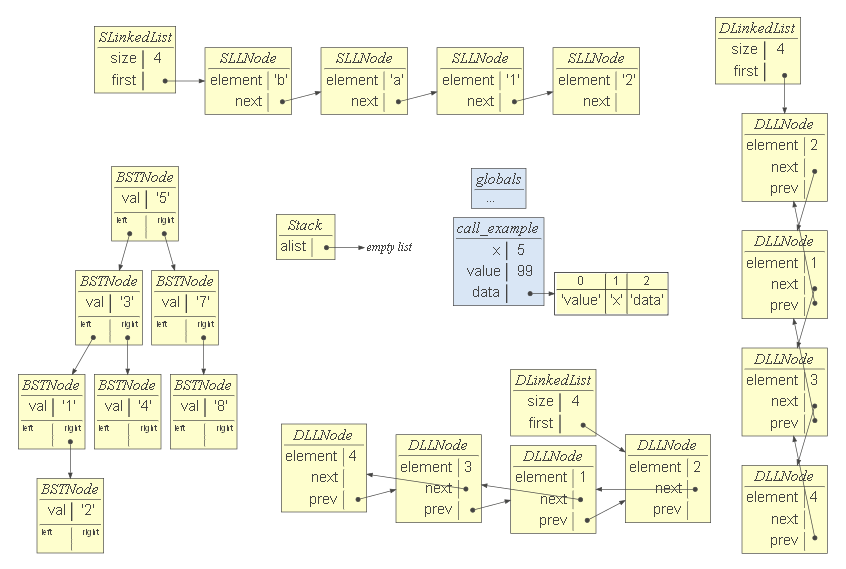 SLinkedList
size 4
first
SLLNode
element 'b'
next
SLLNode
element 'a'
next
SLLNode
element '1'
next
SLLNode
element '2'
next
DLinkedList
size 4
first
DLLNode
element 2
next
prev
DLLNode
element 1
next
prev
DLLNode
element 3
next
prev
DLLNode
element 4
next
prev
BSTNode
val '5'
left right
BSTNode
val '3'
left right
BSTNode
val '7'
left right
BSTNode
val '1'
left right
BSTNode
val '4'
left right
BSTNode
val '8'
left right
BSTNode
val '2'
left right
Stack
alist
empty list
globals
...
call_example
x 5
value 99
data
0 1 2
'value' 'x' 'data'
DLinkedList
size 4
first
DLLNode
element 4
next
prev
DLLNode
element 3
next
prev
DLLNode
element 1
next
prev
DLLNode
element 2
next
prev